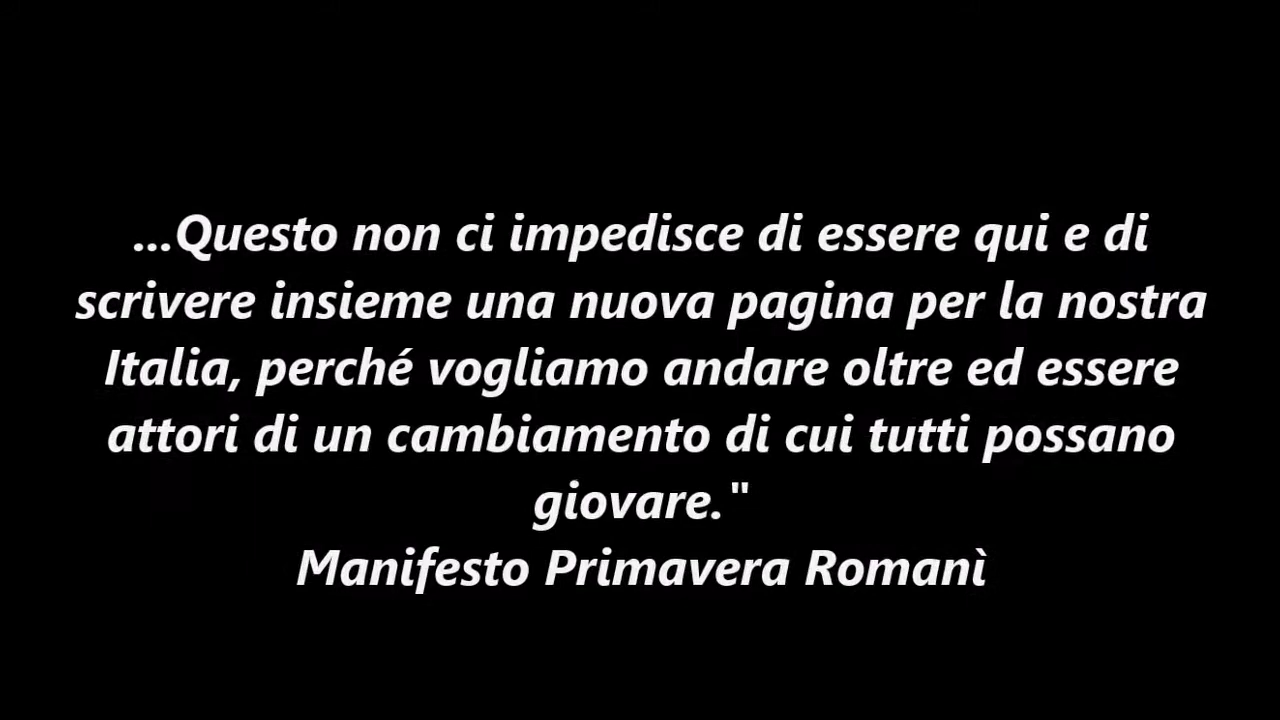 ...Questo non ci impedisce di essere qui e di
scrivere insieme una nuova pagina per la nostra
Italia, perché vogliamo andare oltre ed essere
attori di un cambiamento di cui tutti possano
giovare."
Manifesto Primavera Romanì